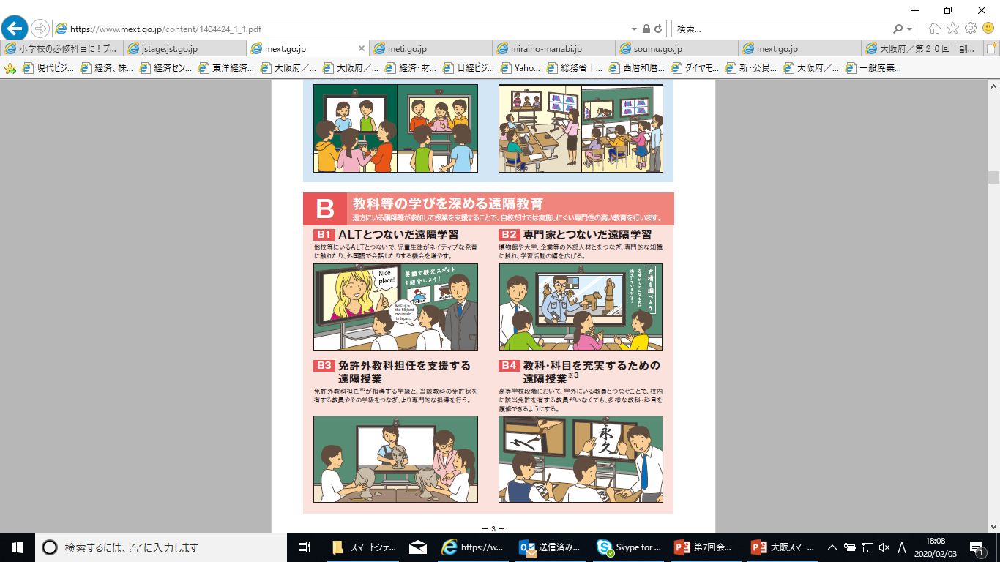 https://www.mext.go.jp/content/1404424_1_1.pdf
検索...
小学校の必修科目に！プ...
jstage.jst.go.jp
mext.go.jp
meti.go.jp
miraino-manabi.jp
soumu.go.jp
mext.go.jp
大阪府／第２０回　副...
現代ビジ...
経済、株...
経済セン...
東洋経済...
大阪府／...
大阪府／...
経済・財...
日経ビジ...
Yaho...
総務省｜...
西暦和暦...
ダイヤモ...
新・公民...
大阪府／...
一般廃棄...
B
教科等の学びを深める遠隔教育
遠方にいる講師等が参加して授業を支援することで、自校だけでは実施しにくい専門性の高い教育を行います。
B1 ALTとつないだ遠隔学習
他校等にいるALTとつないで、児童生徒がネイティブな発音
に触れたり、外国語で会話したりする機会を増やす。
Nice
place!
英語で観光スポット
を紹介しよう！
Mt.Fuji is
the highest
mountain
in Japan.
B2 専門家とつないだ遠隔学習
博物館や大学、企業等の外部人材とをつなぎ、専門的な知識
に触れ、学習活動の幅を広げる。
古墳を調べよう
古墳からどんなものが
出土しているかな？
B3 免許外教科担任を支援する
遠隔授業
免許外教科担任※2が指導する学級と、当該教科の免許状を
有する教員やその学級をつなぎ、より専門的な指導を行う。
B4 教科・科目を充実するための
遠隔授業※3
高等学校段階において、学外にいる教員とつなぐことで、校内
に該当免許を有する教員がいなくても、多様な教科・科目を
履修できるようにする。
永久
― 3 ―
検索するには、ここに入力します
スマートシテ...
https://w...
送信済み...
Skype for ...
第7回会...
大阪スマー...
A
18:08
2020/02/03
1